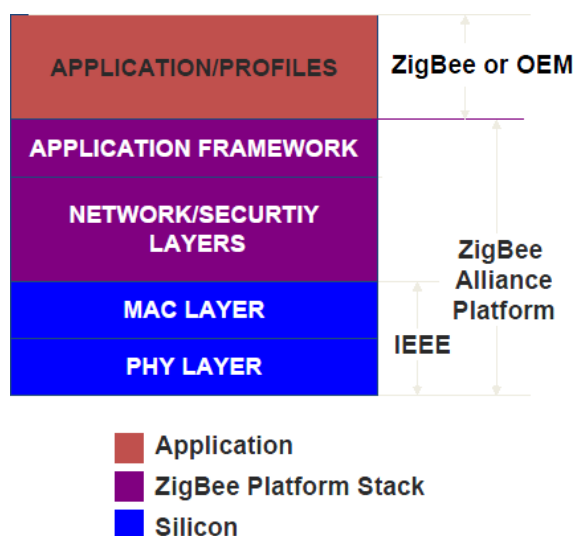 APPLICATION/PROFILES
ZigBee or OEM
APPLICATION FRAMEWORK
NETWORK/SECURTIY
LAYERS
ZigBee
Alliance
Platform
MAC LAYER
IEEE
PHY LAYER
Application
ZigBee Platform Stack
Silicon